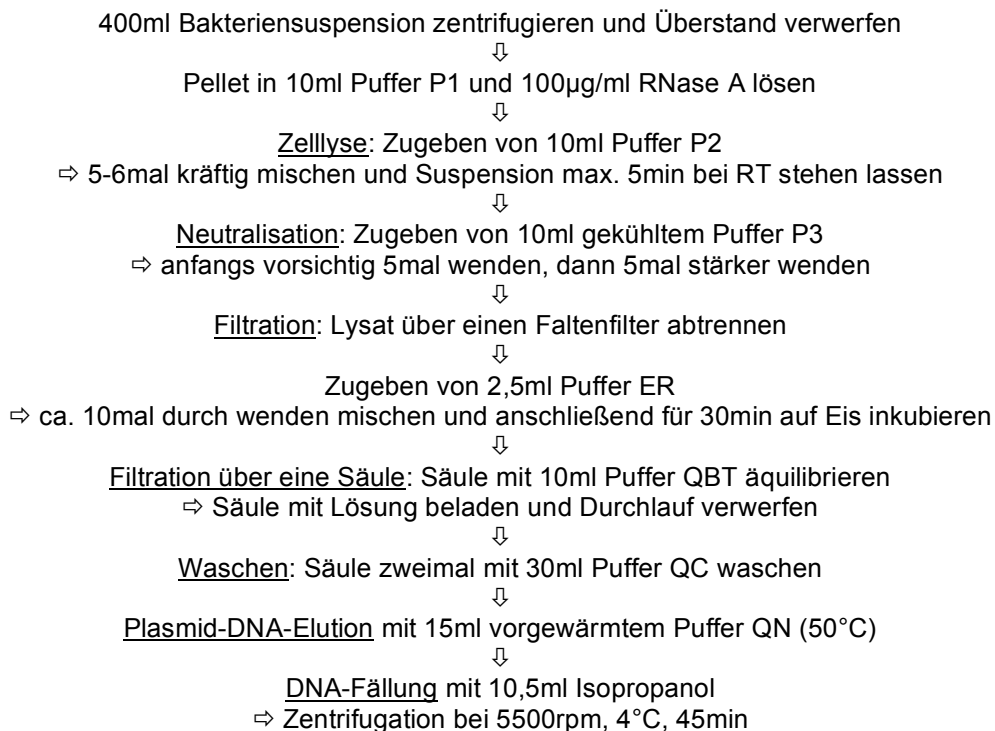 400ml Bakteriensuspension zentrifugieren und Überstand verwerfen
⇩
Pellet in 10ml Puffer P1 und 100µg/ml RNase A lösen
⇩
Zelllyse: Zugeben von 10ml Puffer P2
⇨ 5-6mal kräftig mischen und Suspension max. 5min bei RT stehen lassen
⇩
Neutralisation: Zugeben von 10ml gekühltem Puffer P3
⇨ anfangs vorsichtig 5mal wenden, dann 5mal stärker wenden
⇩
Filtration: Lysat über einen Faltenfilter abtrennen
⇩
Zugeben von 2,5ml Puffer ER
⇨ ca. 10mal durch wenden mischen und anschließend für 30min auf Eis inkubieren
⇩
Filtration über eine Säule: Säule mit 10ml Puffer QBT äquilibrieren
⇨ Säule mit Lösung beladen und Durchlauf verwerfen
⇩
Waschen: Säule zweimal mit 30ml Puffer QC waschen
⇩
Plasmid-DNA-Elution mit 15ml vorgewärmtem Puffer QN (50°C)
⇩
DNA-Fällung mit 10,5ml Isopropanol
⇨ Zentrifugation bei 5500rpm, 4°C, 45min